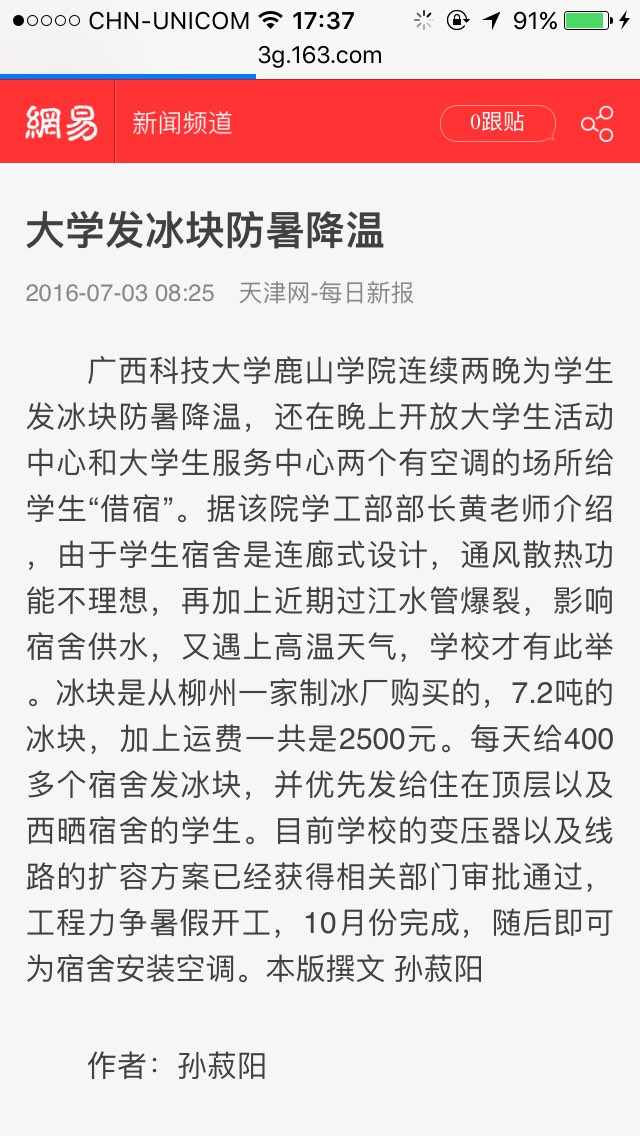 CHN-UNICOM 17:37 91%
3g.163.com
網易 新闻频道 0跟贴
大学发冰块防暑降温
2016-07-03 08:25 天津网-每日新报
广西科技大学鹿山学院连续两晚为学生
发冰块防暑降温，还在晚上开放大学生活动
中心和大学生服务中心两个有空调的场所给
学生“借宿”。据该院学工部部长黄老师介绍
，由于学生宿舍是连廊式设计，通风散热功
能不理想，再加上近期过江水管爆裂，影响
宿舍供水，又遇上高温天气，学校才有此举
。冰块是从柳州一家制冰厂购买的，7.2吨的
冰块，加上运费一共是2500元。每天给400
多个宿舍发冰块，并优先发给住在顶层以及
西晒宿舍的学生。目前学校的变压器以及线
路的扩容方案已经获得相关部门审批通过，
工程力争暑假开工，10月份完成，随后即可
为宿舍安装空调。本版撰文 孙菽阳
作者：孙菽阳